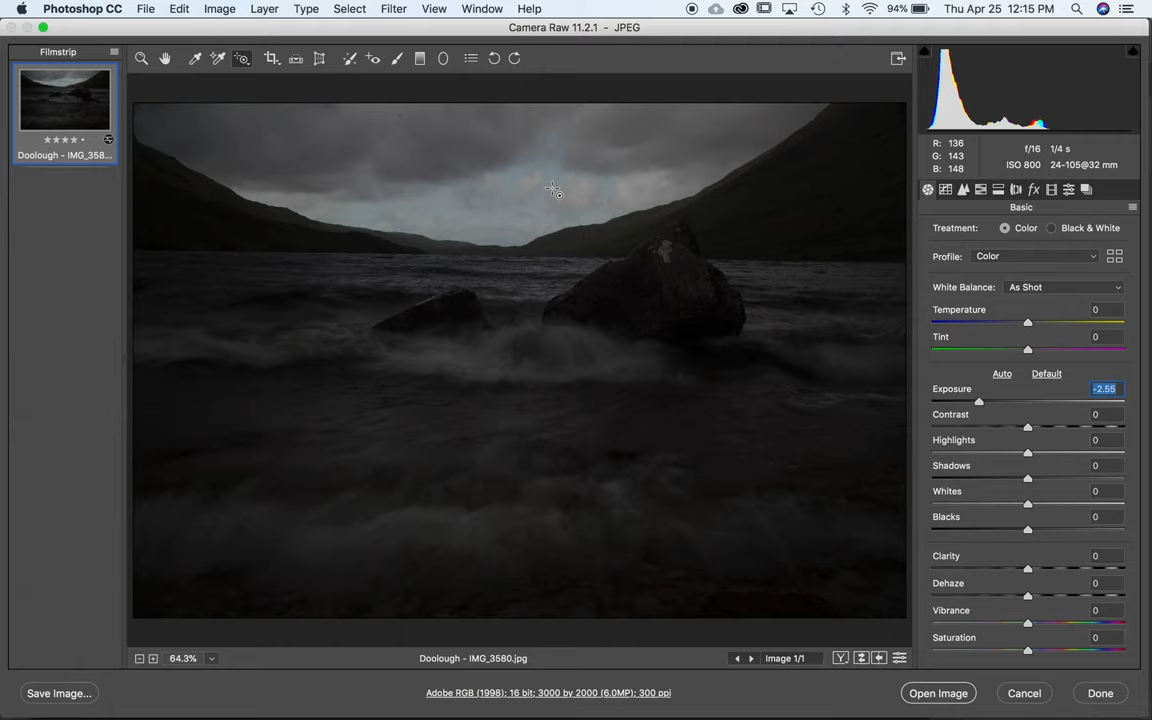 Photoshop CC File Edit Image Layer Type Select Filter View Window Help 94% Thu Apr 25 12:15 PM
Camera Raw 11.2.1 - JPEG
Filmstrip
Doolough - IMG_358...
R: 136
G: 143
B: 148
f/16 1/4 s
ISO 800 24-105@32 mm
Basic
Treatment: Color Black & White
Profile: Color
White Balance: As Shot
Temperature 0
Tint 0
Auto Default
Exposure -2.55
Contrast 0
Highlights 0
Shadows 0
Whites 0
Blacks 0
Clarity 0
Dehaze 0
Vibrance 0
Saturation 0
64.3% Doolough - IMG_3580.jpg Image 1/1 Y
Save Image... Adobe RGB (1998); 16 bit; 3000 by 2000 (6.0MP); 300 ppi Open Image Cancel Done